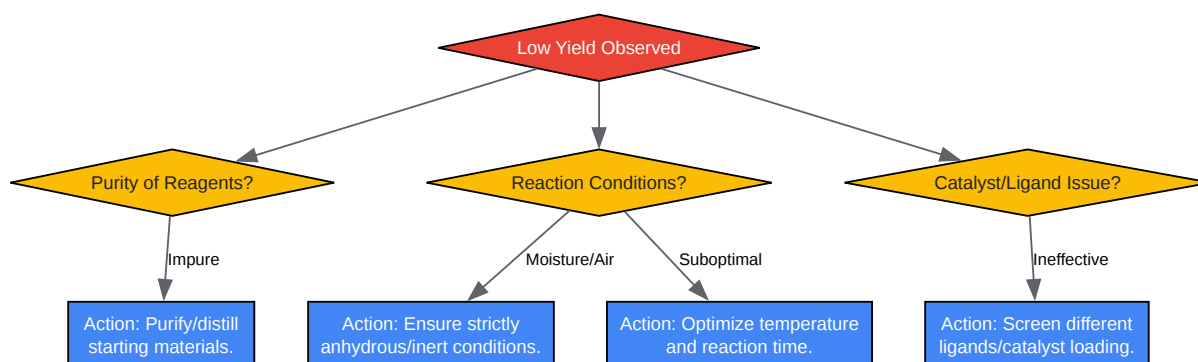 Low Yield Observed
Purity of Reagents?
Reaction Conditions?
Catalyst/Ligand Issue?
Impure
Moisture/Air
Suboptimal
Ineffective
Action: Purify/distill
starting materials.
Action: Ensure strictly
anhydrous/inert conditions.
Action: Optimize temperature
and reaction time.
Action: Screen different
ligands/catalyst loading.